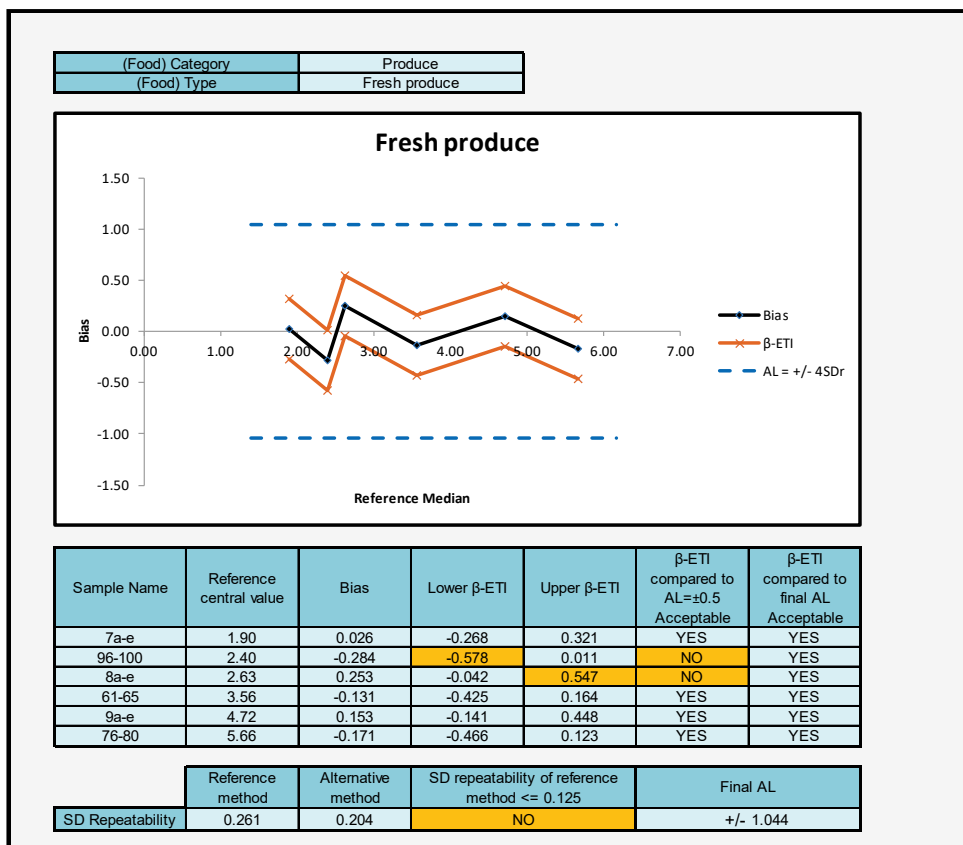 (Food) Category Produce
(Food) Type Fresh produce
Fresh produce
1.50
1.00
0.50
0.00
-0.50
-1.00
-1.50
Bias
0.00 1.00 2.00 3.00 4.00 5.00 6.00 7.00
Reference Median
Bias
β-ETI
AL = +/- 4SDr
Sample Name Reference central value Bias Lower β-ETI Upper β-ETI β-ETI compared to AL=±0.5 Acceptable β-ETI compared to final AL Acceptable
7a-e 1.90 0.026 -0.268 0.321 YES YES
96-100 2.40 -0.284 -0.578 0.011 NO YES
8a-e 2.63 0.253 -0.042 0.547 NO YES
61-65 3.56 -0.131 -0.425 0.164 YES YES
9a-e 4.72 0.153 -0.141 0.448 YES YES
76-80 5.66 -0.171 -0.466 0.123 YES YES
Reference method Alternative method SD repeatability of reference method <= 0.125 Final AL
SD Repeatability 0.261 0.204 NO +/- 1.044